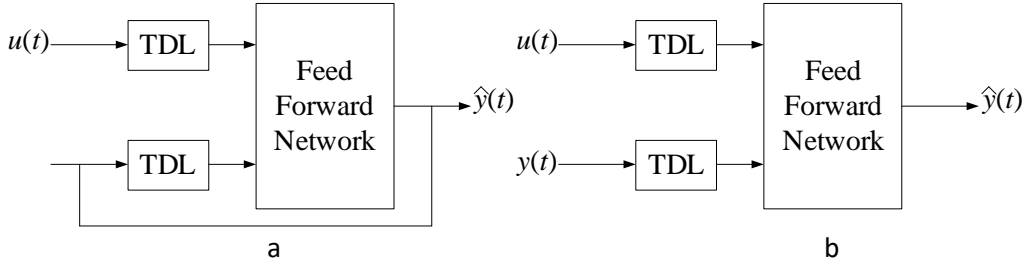 u(t)
TDL
Feed
Forward
Network
ŷ(t)
TDL
a
u(t)
TDL
Feed
Forward
Network
ŷ(t)
y(t)
TDL
b